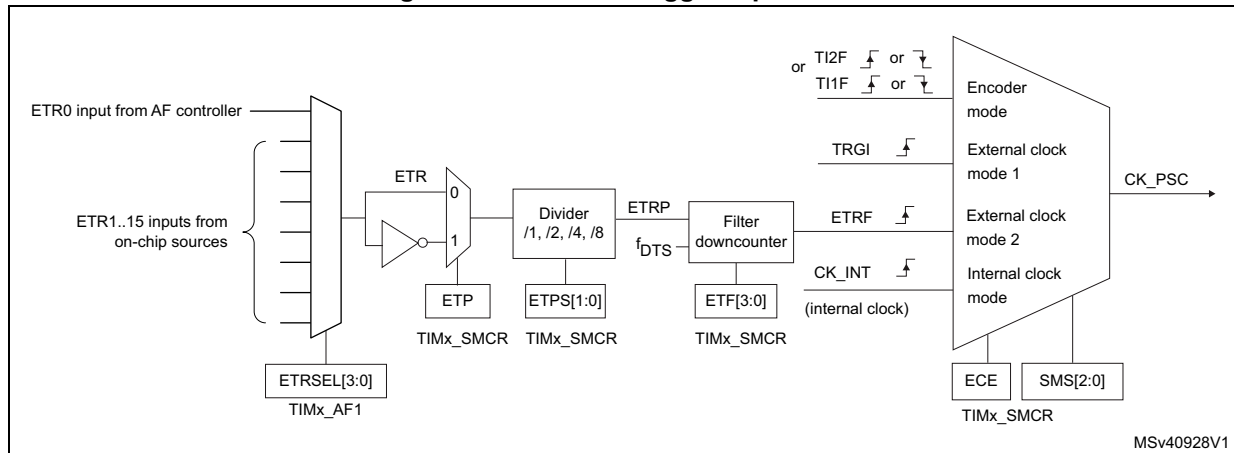 or TI2F or
TI1F or
Encoder
mode
ETR0 input from AF controller
TRGI
External clock
mode 1
CK_PSC
ETR
0
1
ETR1..15 inputs from
on-chip sources
Divider
/1, /2, /4, /8
ETRP
fDTS
Filter
downcounter
ETRF
External clock
mode 2
CK_INT
(internal clock)
Internal clock
mode
ETP
TIMx_SMCR
ETPS[1:0]
TIMx_SMCR
ETF[3:0]
TIMx_SMCR
ETRSEL[3:0]
TIMx_AF1
ECE
SMS[2:0]
TIMx_SMCR
MSv40928V1